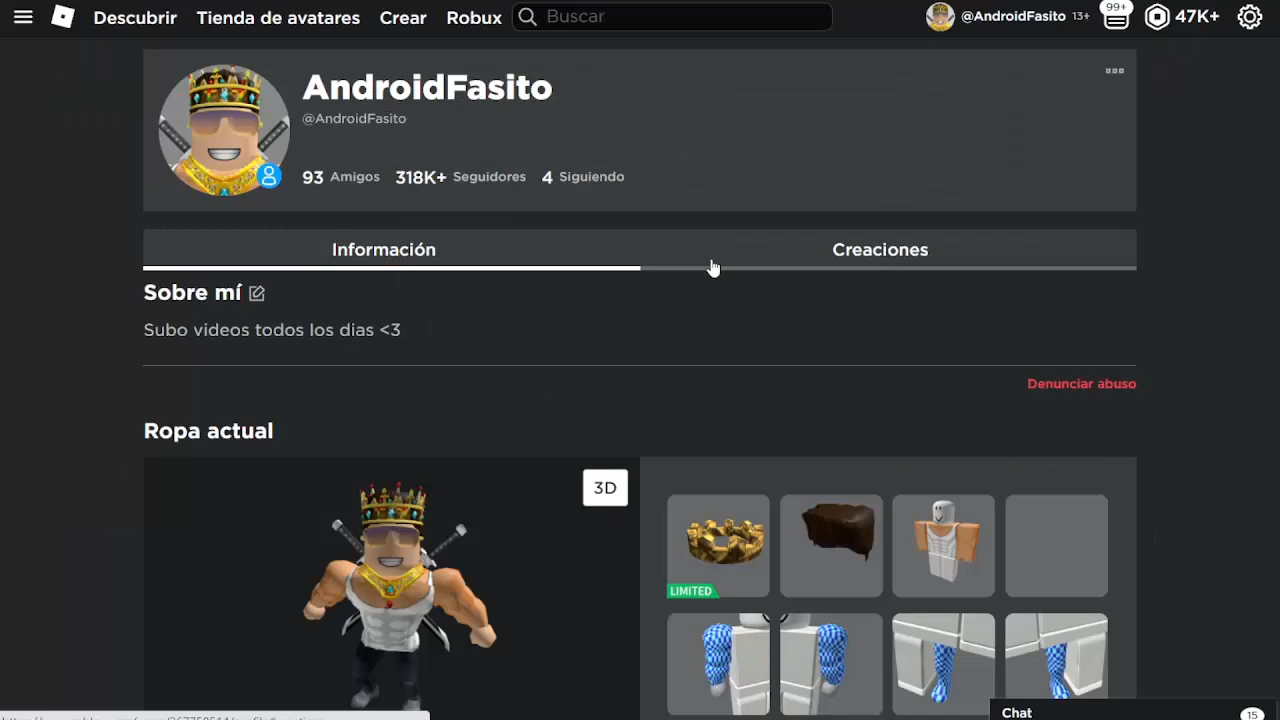 Descubrir Tienda de avatares Crear Robux Buscar @AndroidFasito 13+ 99+ 47K+
AndroidFasito
@AndroidFasito
93 Amigos 318K+ Seguidores 4 Siguiendo
Información Creaciones
Sobre mí
Subo videos todos los dias <3
Denunciar abuso
Ropa actual
3D
LIMITED
Chat 15